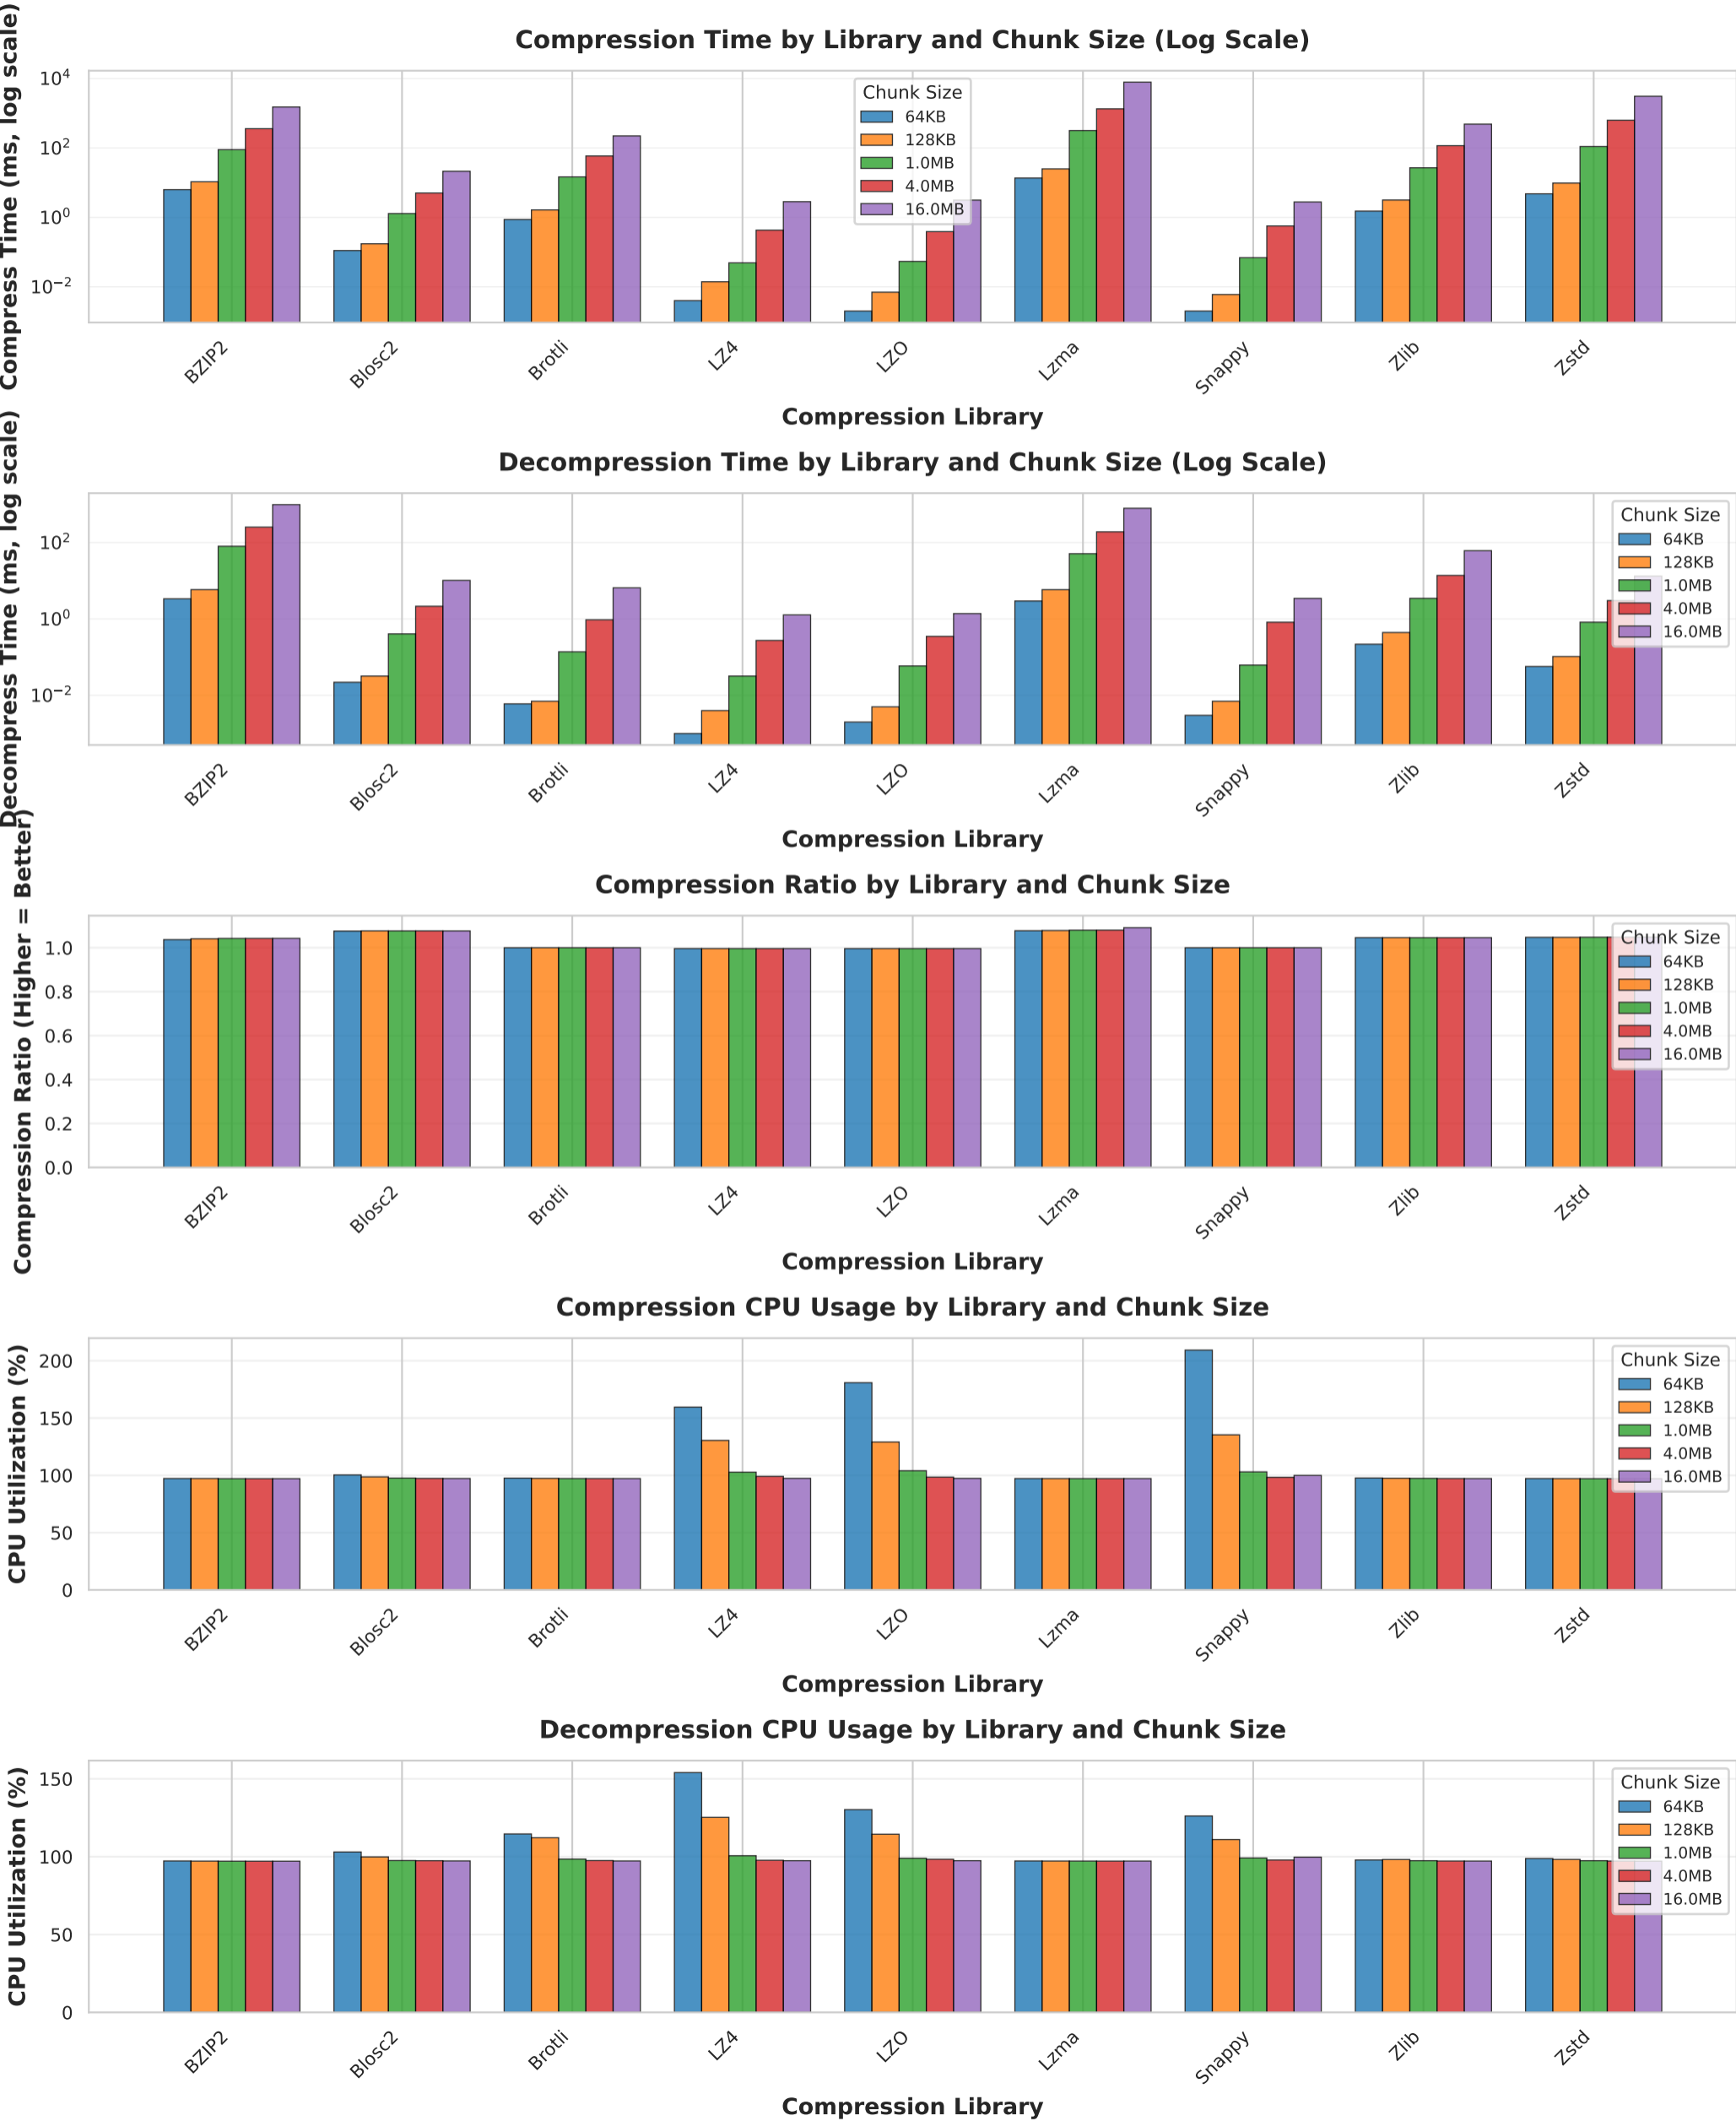 Compression Time by Library and Chunk Size (Log Scale)
Compress Time (ms, log scale)
10⁴
10²
10⁰
10⁻²
Chunk Size
64KB
128KB
1.0MB
4.0MB
16.0MB
BZIP2
Blosc2
Brotli
LZ4
LZO
Lzma
Snappy
Zlib
Zstd
Compression Library
Decompression Time by Library and Chunk Size (Log Scale)
Decompress Time (ms, log scale)
10²
10⁰
10⁻²
Chunk Size
64KB
128KB
1.0MB
4.0MB
16.0MB
BZIP2
Blosc2
Brotli
LZ4
LZO
Lzma
Snappy
Zlib
Zstd
Compression Library
Compression Ratio by Library and Chunk Size
Compression Ratio (Higher = Better)
1.0
0.8
0.6
0.4
0.2
0.0
Chunk Size
64KB
128KB
1.0MB
4.0MB
16.0MB
BZIP2
Blosc2
Brotli
LZ4
LZO
Lzma
Snappy
Zlib
Zstd
Compression Library
Compression CPU Usage by Library and Chunk Size
CPU Utilization (%)
200
150
100
50
0
Chunk Size
64KB
128KB
1.0MB
4.0MB
16.0MB
BZIP2
Blosc2
Brotli
LZ4
LZO
Lzma
Snappy
Zlib
Zstd
Compression Library
Decompression CPU Usage by Library and Chunk Size
CPU Utilization (%)
150
100
50
0
Chunk Size
64KB
128KB
1.0MB
4.0MB
16.0MB
BZIP2
Blosc2
Brotli
LZ4
LZO
Lzma
Snappy
Zlib
Zstd
Compression Library